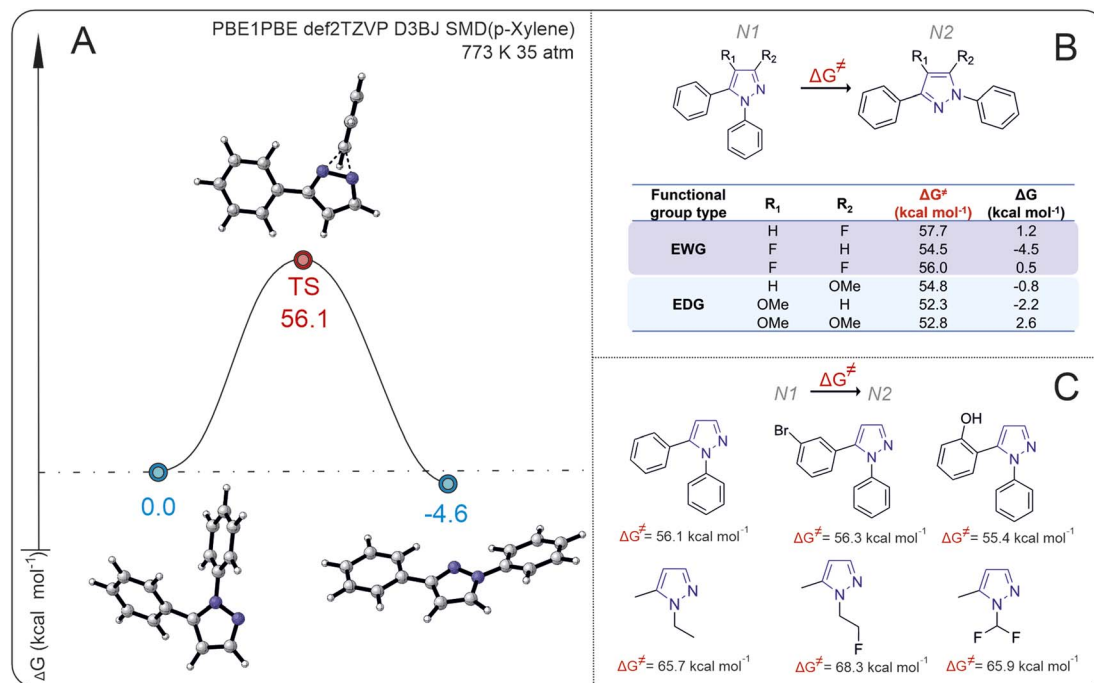 A
PBE1PBE def2TZVP D3BJ SMD(p-Xylene)
773 K 35 atm
TS
56.1
0.0
-4.6
ΔG (kcal mol⁻¹)
B
N1
N2
R₁
R₂
N
N
ΔG≠
R₁
R₂
N
N
Functional group type R₁ R₂ ΔG≠ (kcal mol⁻¹) ΔG (kcal mol⁻¹)
H F 57.7 1.2
EWG F H 54.5 -4.5
F F 56.0 0.5
H OMe 54.8 -0.8
EDG OMe H 52.3 -2.2
OMe OMe 52.8 2.6
C
N1 ΔG≠ N2
N
N
Br
N
N
OH
N
N
ΔG≠ = 56.1 kcal mol⁻¹
ΔG≠ = 56.3 kcal mol⁻¹
ΔG≠ = 55.4 kcal mol⁻¹
N
N
N
N
F
N
N
F F
ΔG≠ = 65.7 kcal mol⁻¹
ΔG≠ = 68.3 kcal mol⁻¹
ΔG≠ = 65.9 kcal mol⁻¹